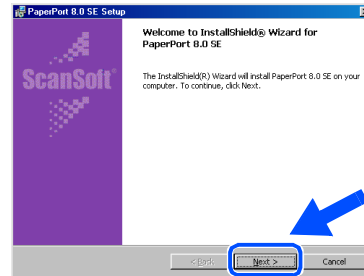 PaperPort 8.0 SE Setup
Welcome to InstallShield® Wizard for
PaperPort 8.0 SE
ScanSoft®
The InstallShield(R) Wizard will install PaperPort 8.0 SE on your
computer. To continue, click Next.
< Back
Next >
Cancel